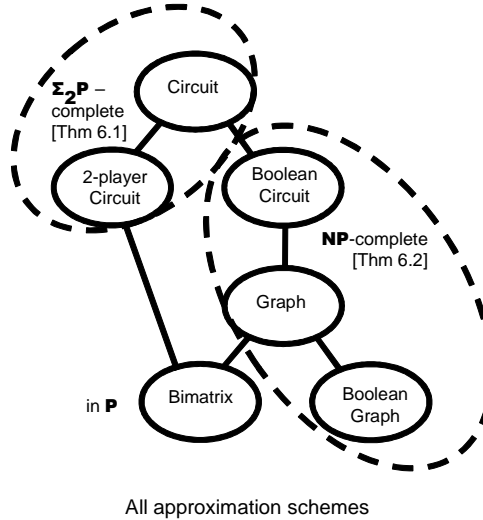 Circuit
Σ₂P –
complete
[Thm 6.1]
2-player
Circuit
Boolean
Circuit
NP-complete
[Thm 6.2]
Graph
in P
Bimatrix
Boolean
Graph
All approximation schemes